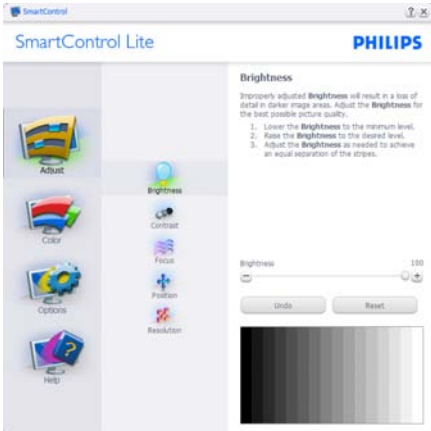 SmartControl
SmartControl Lite
PHILIPS
Adjust
Color
Options
Help
Brightness
Contrast
Focus
Position
Resolution
Brightness
Improperly adjusted Brightness will result in a loss of
detail in darker image areas. Adjust the Brightness for
the best possible picture quality.
1. Lower the Brightness to the minimum level.
2. Raise the Brightness to the desired level.
3. Adjust the Brightness as needed to achieve
an equal separation of the stripes.
Brightness 100
Undo Reset